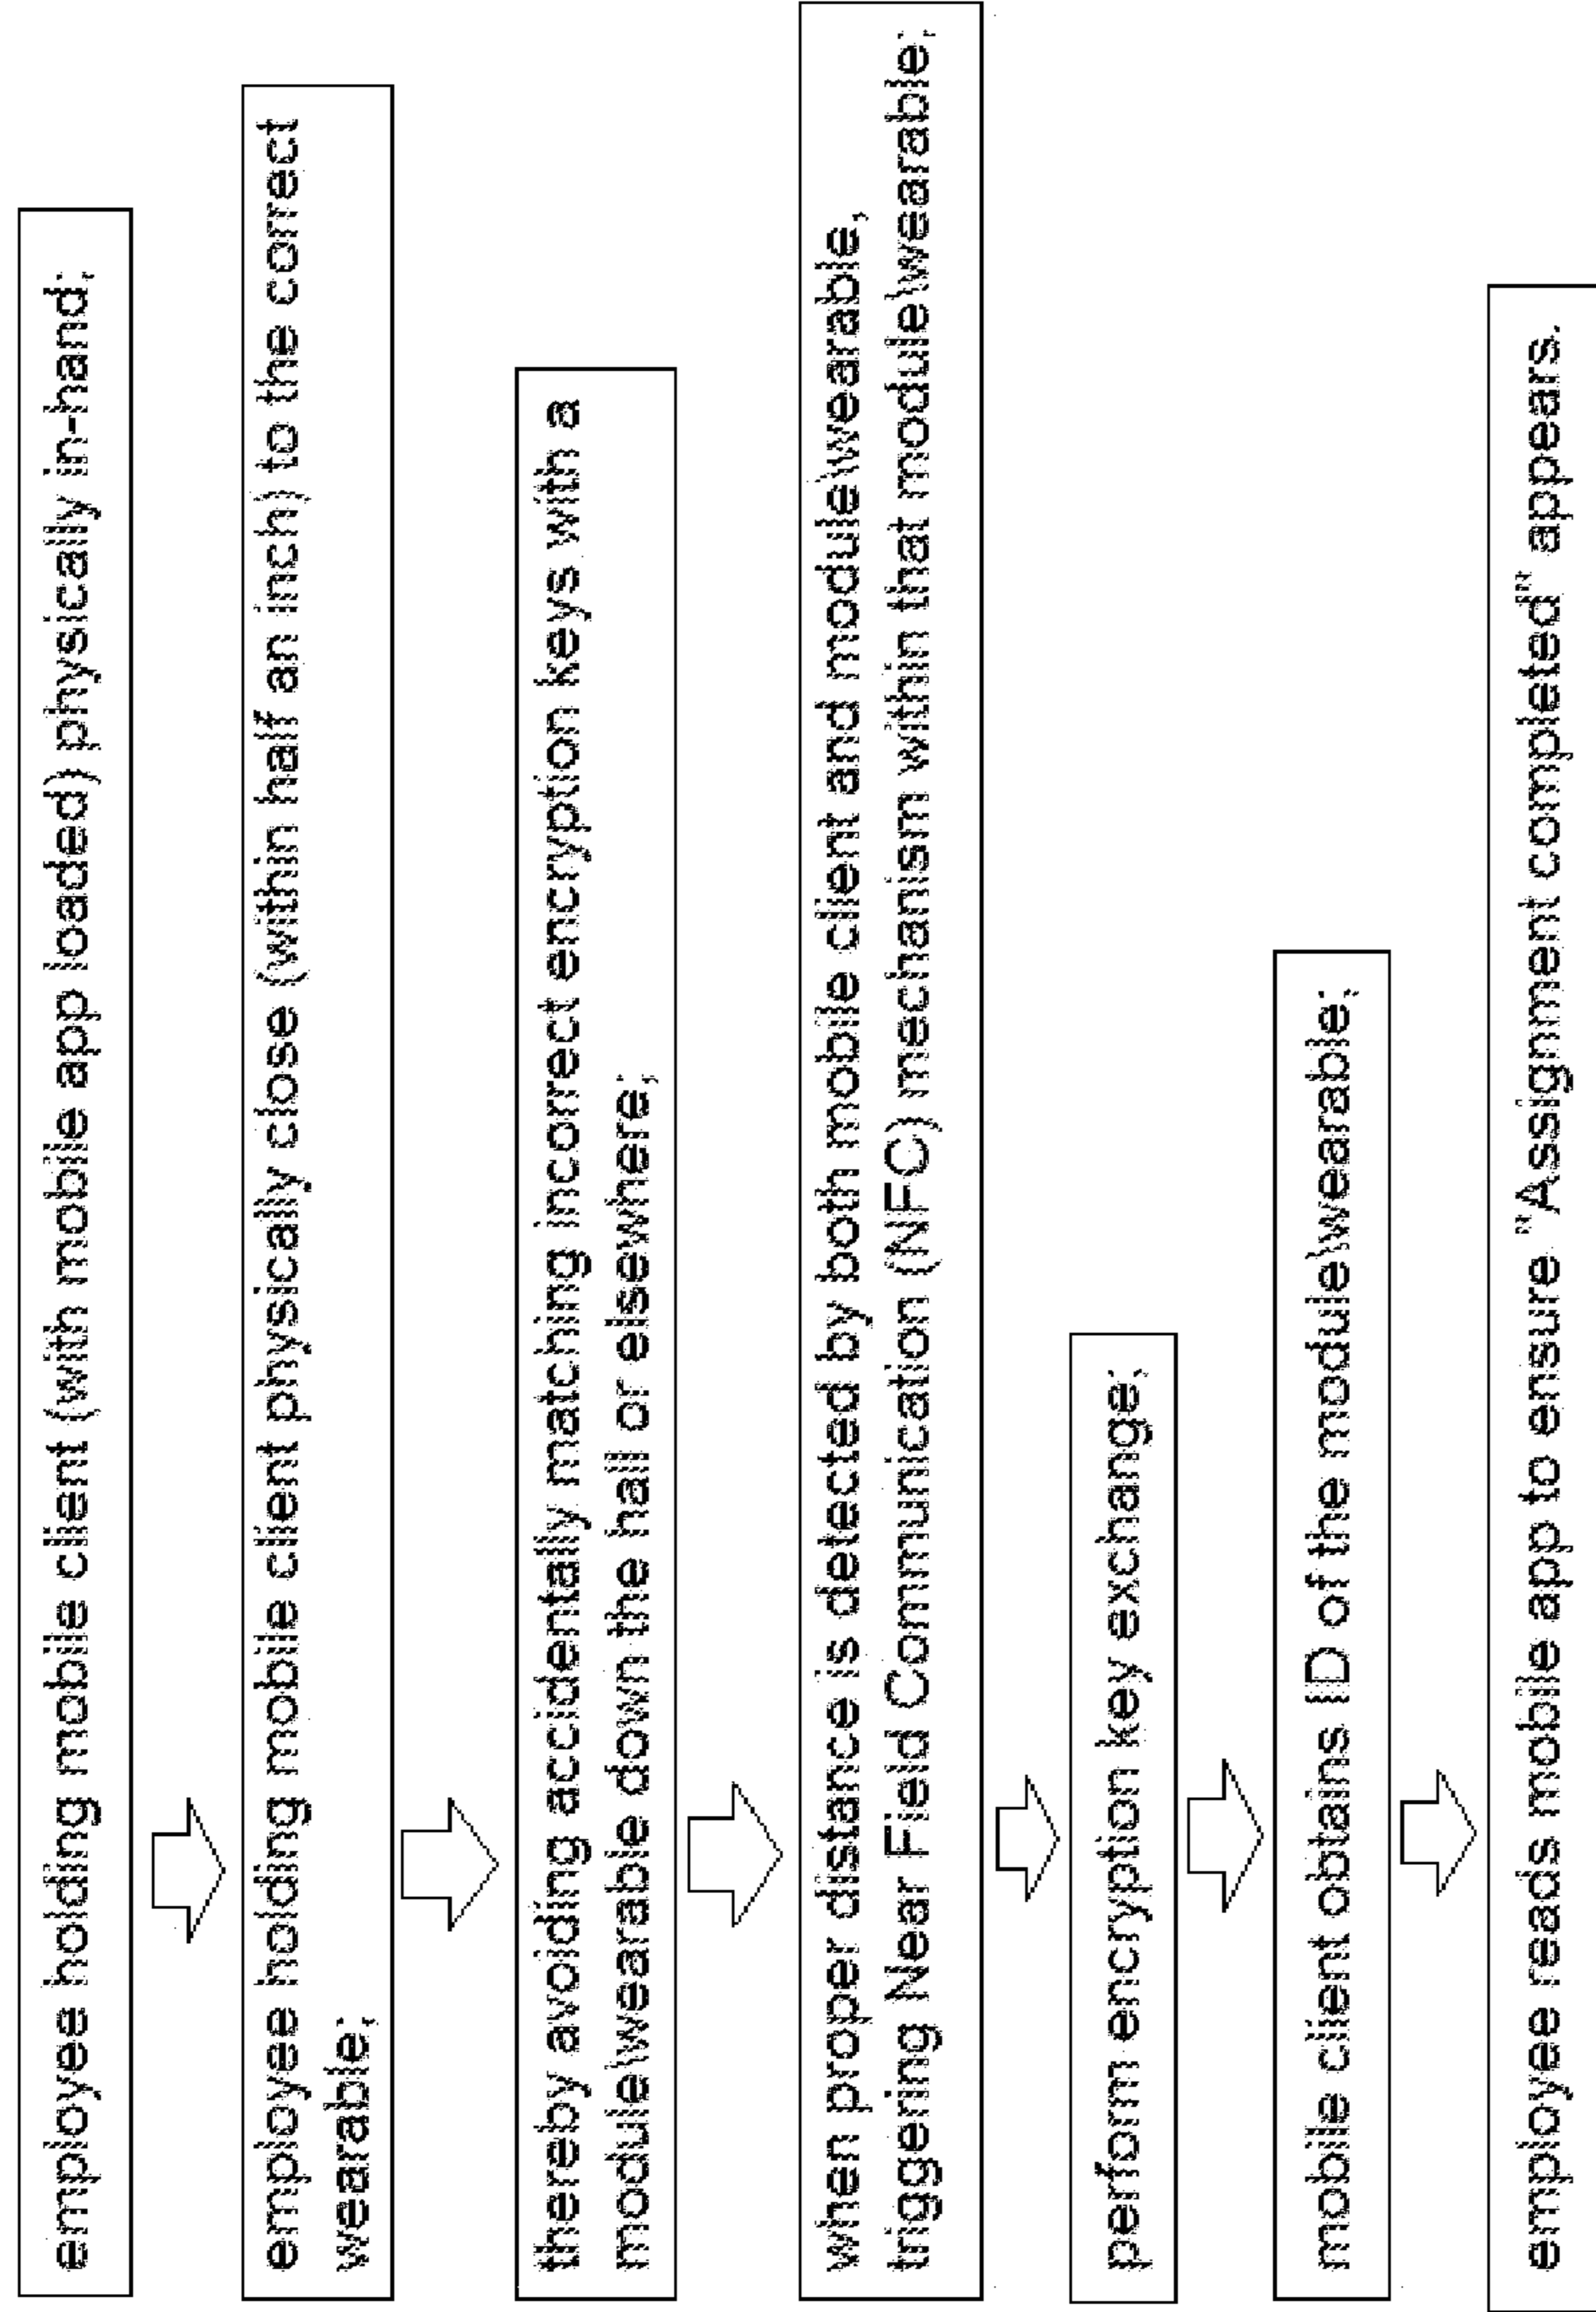 employee holding mobile client (with mobile app loaded) physically in-hand;
employee holding mobile client physically close (within half an inch) to the correct
wearable;
thereby avoiding accidentally matching incorrect encryption keys with a
module\wearable down the hall or elsewhere;
when proper distance is detected by both mobile client and module\wearable,
triggering Near Field Communication (NFC) mechanism within that module\wearable;
perform encryption key exchange;
mobile client obtains ID of the module\wearable;
employee reads mobile app to ensure "Assignment completed" appears.